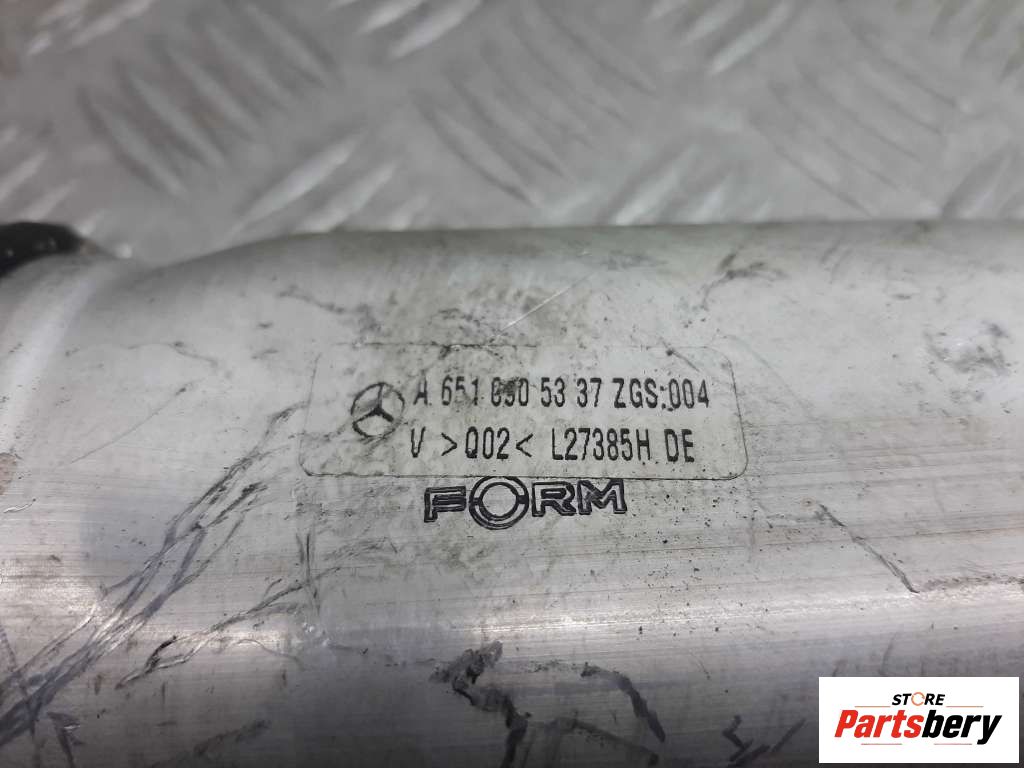 A 651 090 53 37 ZGS:004
V >Q02< L27385H DE
FORM
STORE
Partsbery